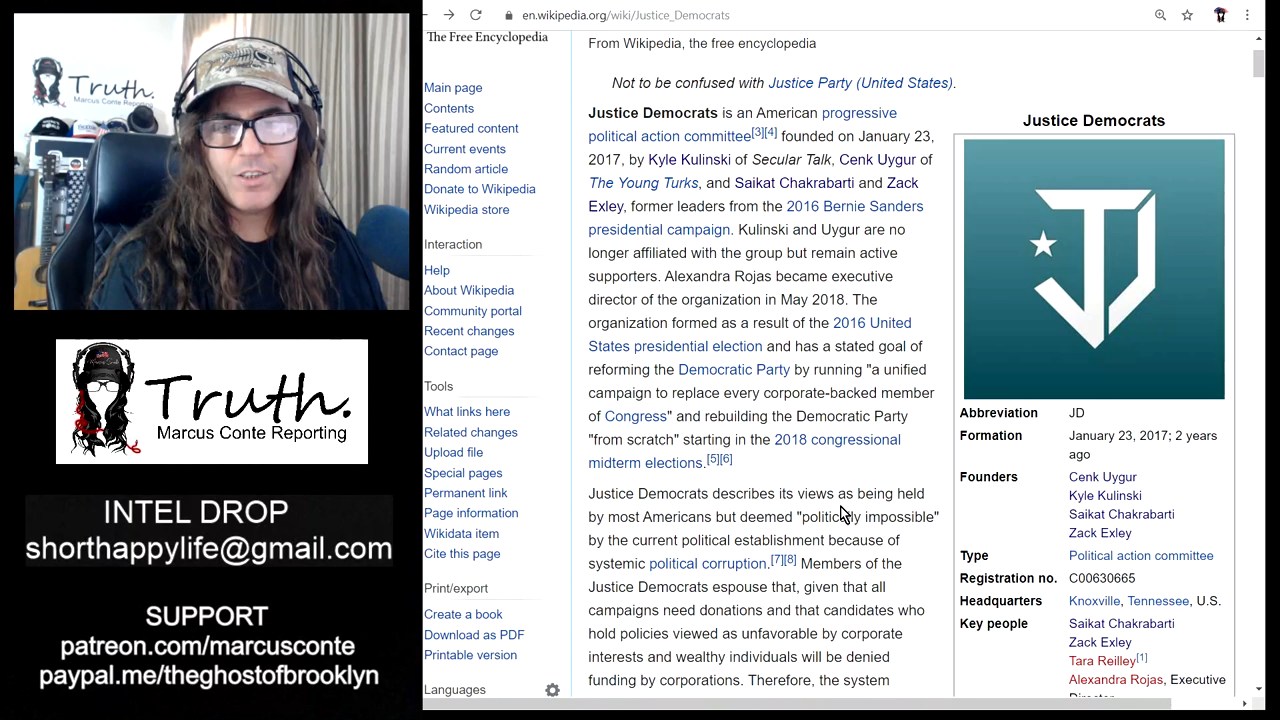 Truth.
Marcus Conte Reporting
Truth.
Marcus Conte Reporting
INTEL DROP
shorthappylife@gmail.com
SUPPORT
patreon.com/marcusconte
paypal.me/theghostofbrooklyn
en.wikipedia.org/wiki/Justice_Democrats
The Free Encyclopedia
Main page
Contents
Featured content
Current events
Random article
Donate to Wikipedia
Wikipedia store
Interaction
Help
About Wikipedia
Community portal
Recent changes
Contact page
Tools
What links here
Related changes
Upload file
Special pages
Permanent link
Page information
Wikidata item
Cite this page
Print/export
Create a book
Download as PDF
Printable version
Languages
From Wikipedia, the free encyclopedia
Not to be confused with Justice Party (United States).
Justice Democrats is an American progressive
political action committee[3][4] founded on January 23,
2017, by Kyle Kulinski of Secular Talk, Cenk Uygur of
The Young Turks, and Saikat Chakrabarti and Zack
Exley, former leaders from the 2016 Bernie Sanders
presidential campaign. Kulinski and Uygur are no
longer affiliated with the group but remain active
supporters. Alexandra Rojas became executive
director of the organization in May 2018. The
organization formed as a result of the 2016 United
States presidential election and has a stated goal of
reforming the Democratic Party by running "a unified
campaign to replace every corporate-backed member
of Congress" and rebuilding the Democratic Party
"from scratch" starting in the 2018 congressional
midterm elections.[5][6]
Justice Democrats describes its views as being held
by most Americans but deemed "politically impossible"
by the current political establishment because of
systemic political corruption.[7][8] Members of the
Justice Democrats espouse that, given that all
campaigns need donations and that candidates who
hold policies viewed as unfavorable by corporate
interests and wealthy individuals will be denied
funding by corporations. Therefore, the system
Justice Democrats
Abbreviation JD
Formation January 23, 2017; 2 years
ago
Founders Cenk Uygur
Kyle Kulinski
Saikat Chakrabarti
Zack Exley
Type Political action committee
Registration no. C00630665
Headquarters Knoxville, Tennessee, U.S.
Key people Saikat Chakrabarti
Zack Exley
Tara Reilley[1]
Alexandra Rojas, Executive